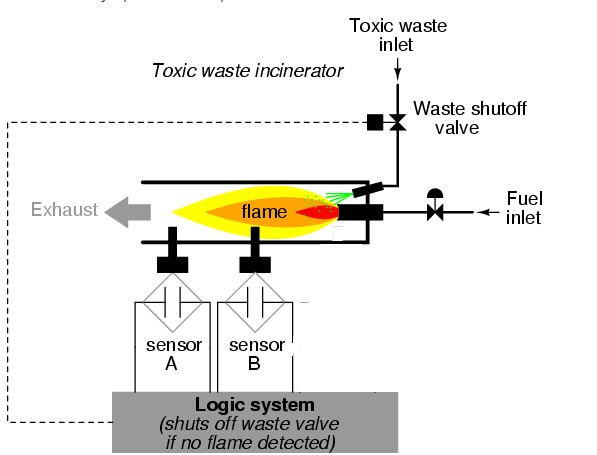 Toxic waste
inlet
Toxic waste incinerator
Waste shutoff
valve
Exhaust
flame
Fuel
inlet
sensor
A
sensor
B
Logic system
(shuts off waste valve
if no flame detected)